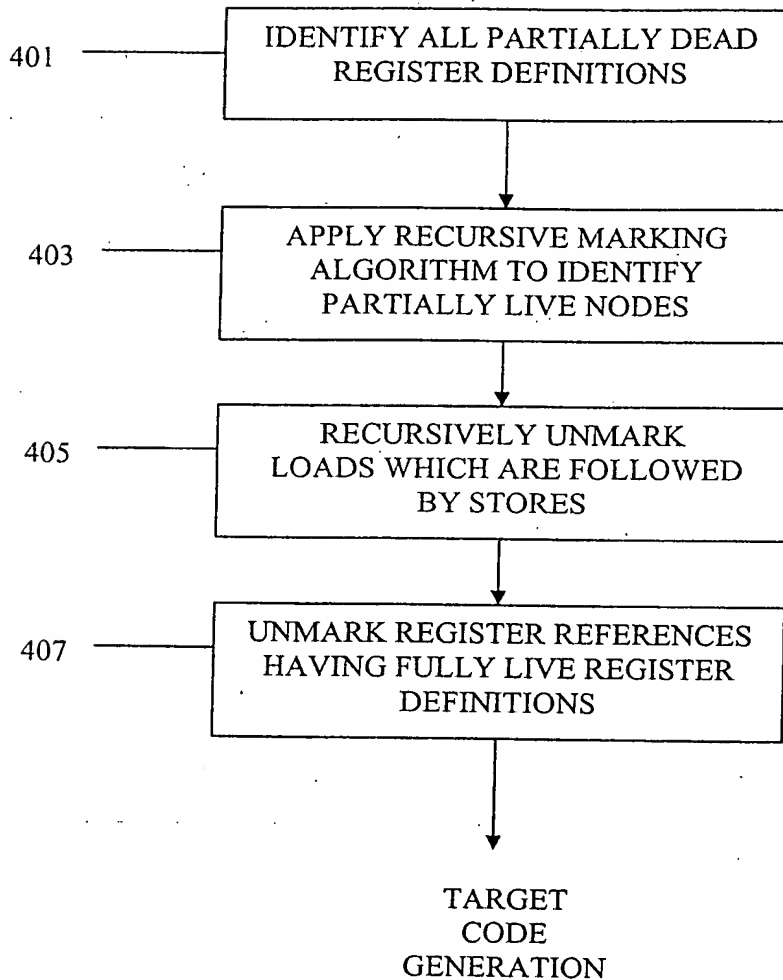 401
IDENTIFY ALL PARTIALLY DEAD
REGISTER DEFINITIONS
403
APPLY RECURSIVE MARKING
ALGORITHM TO IDENTIFY
PARTIALLY LIVE NODES
405
RECURSIVELY UNMARK
LOADS WHICH ARE FOLLOWED
BY STORES
407
UNMARK REGISTER REFERENCES
HAVING FULLY LIVE REGISTER
DEFINITIONS
TARGET
CODE
GENERATION